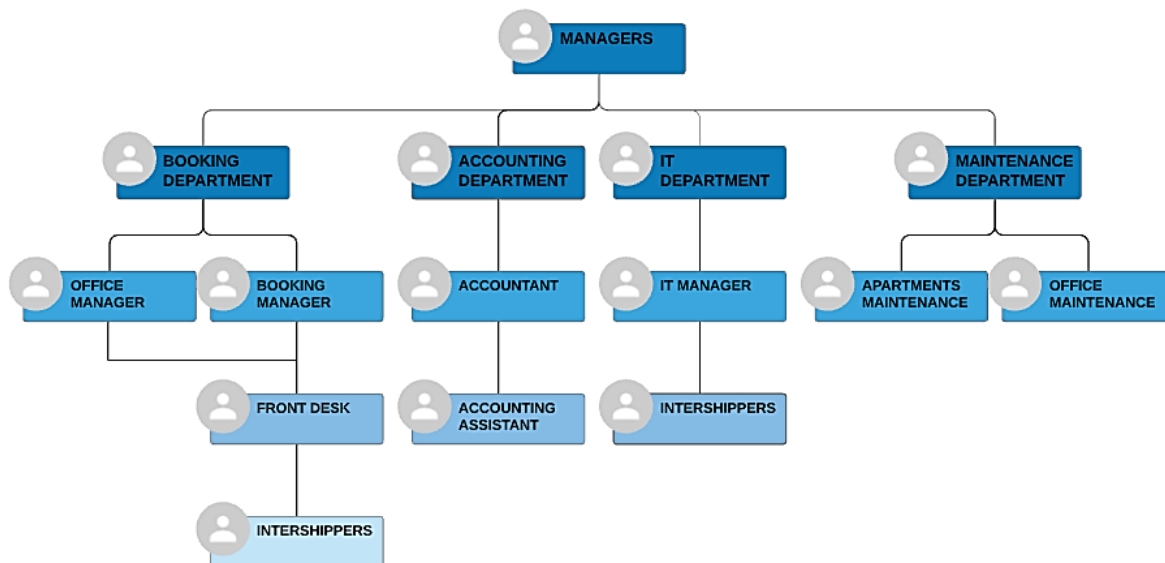 MANAGERS
BOOKING
DEPARTMENT
ACCOUNTING
DEPARTMENT
IT
DEPARTMENT
MAINTENANCE
DEPARTMENT
OFFICE
MANAGER
BOOKING
MANAGER
ACCOUNTANT
IT MANAGER
APARTMENTS
MAINTENANCE
OFFICE
MAINTENANCE
FRONT DESK
ACCOUNTING
ASSISTANT
INTERSHIPPERS
INTERSHIPPERS